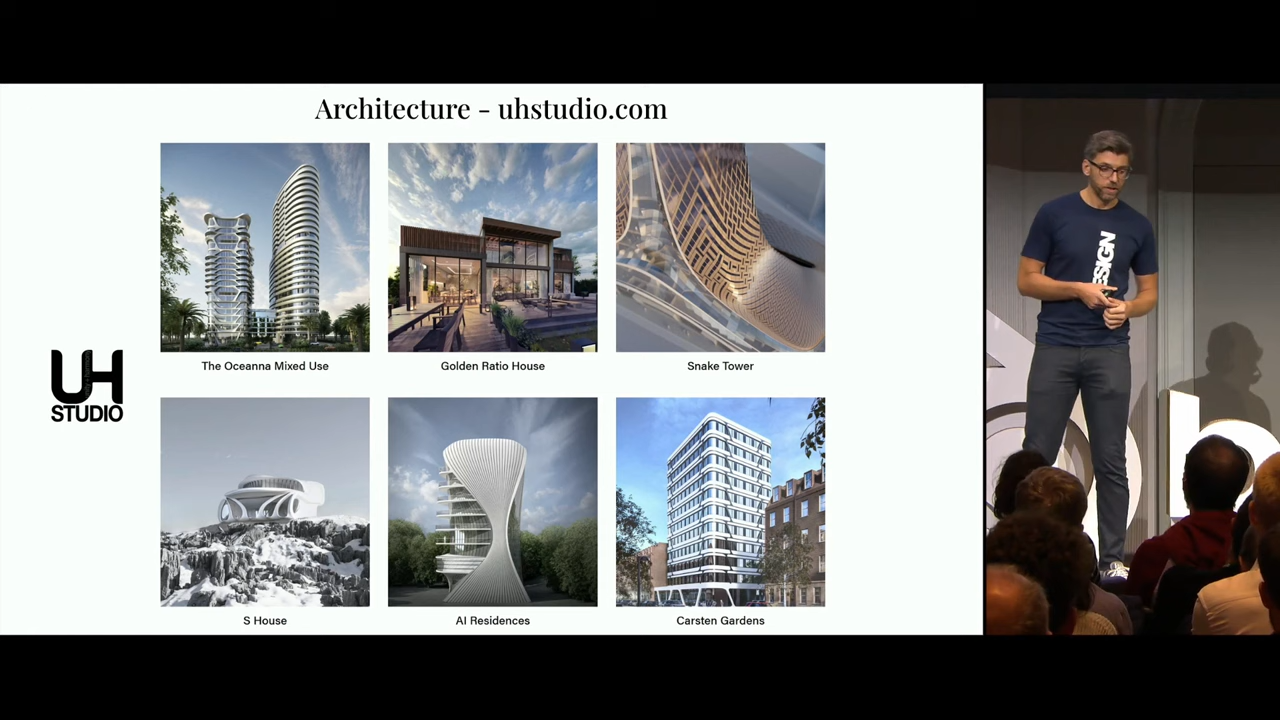 Architecture - uhstudio.com
The Oceanna Mixed Use
Golden Ratio House
Snake Tower
UH
STUDIO
S House
AI Residences
Carsten Gardens
ESIGN